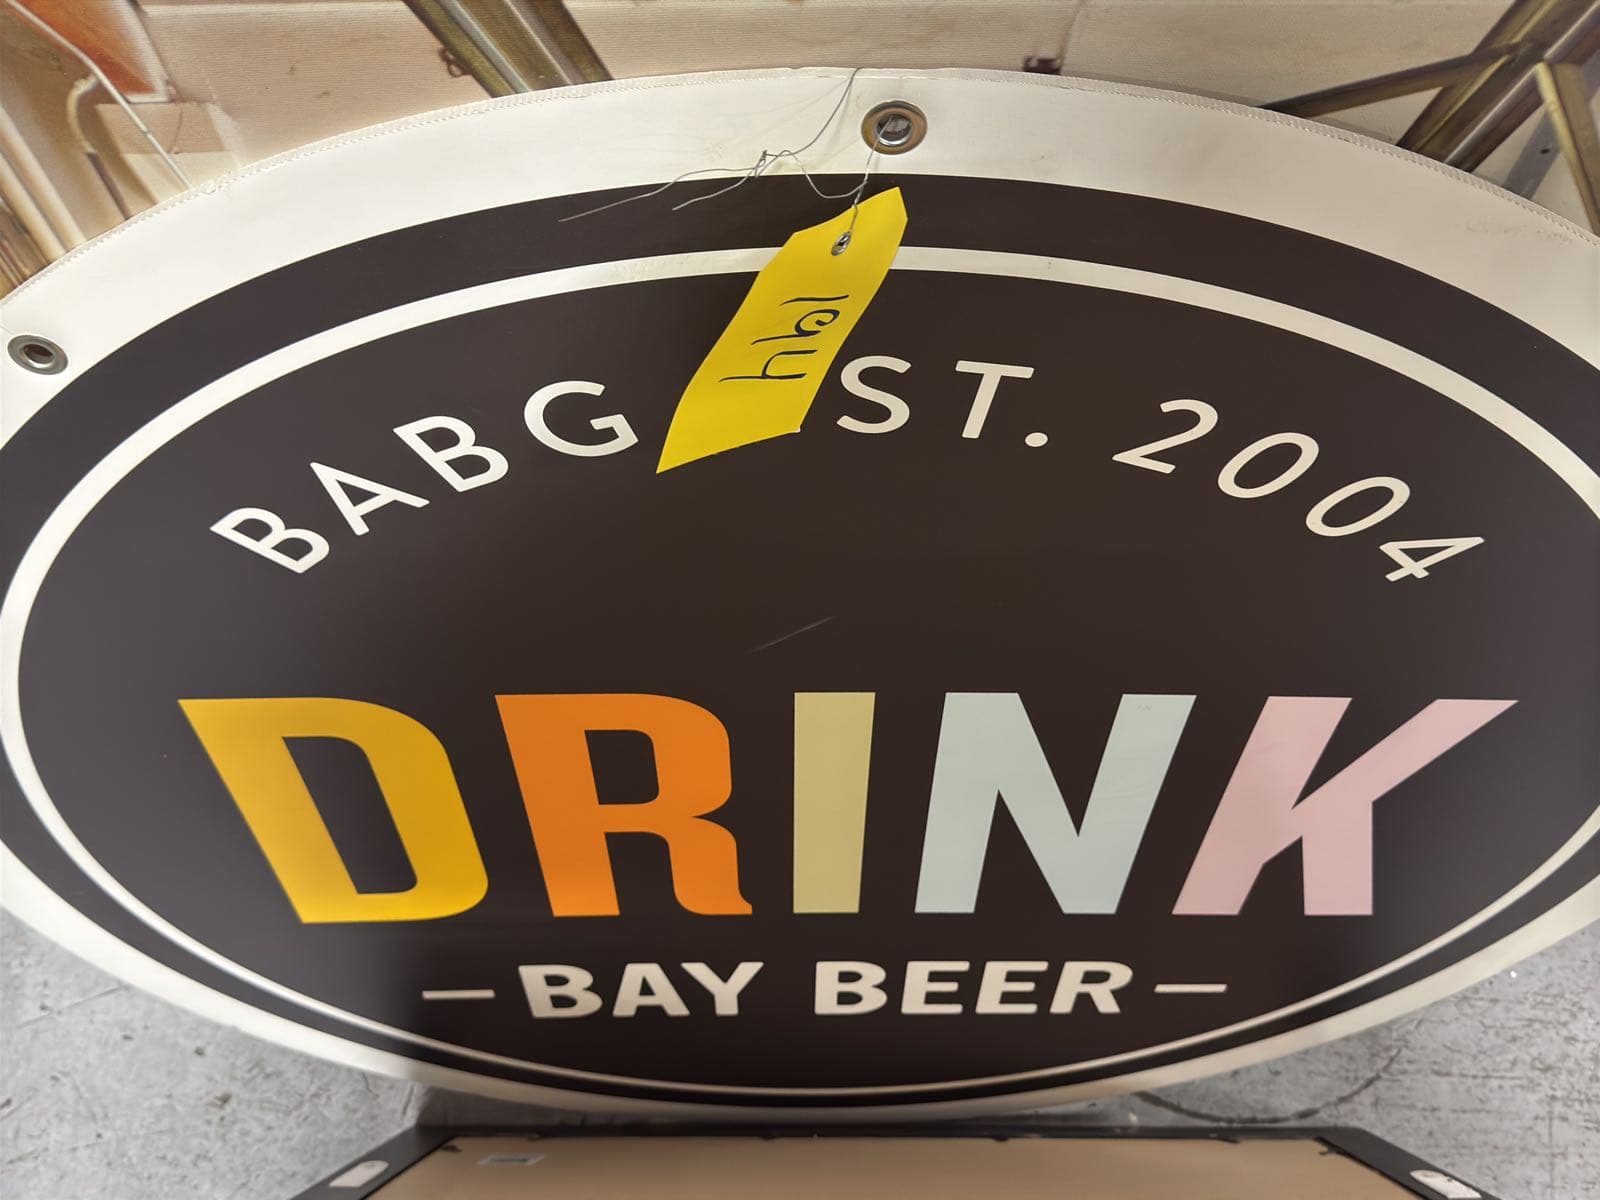 BABG ST. 2004
DRINK
–BAY BEER–